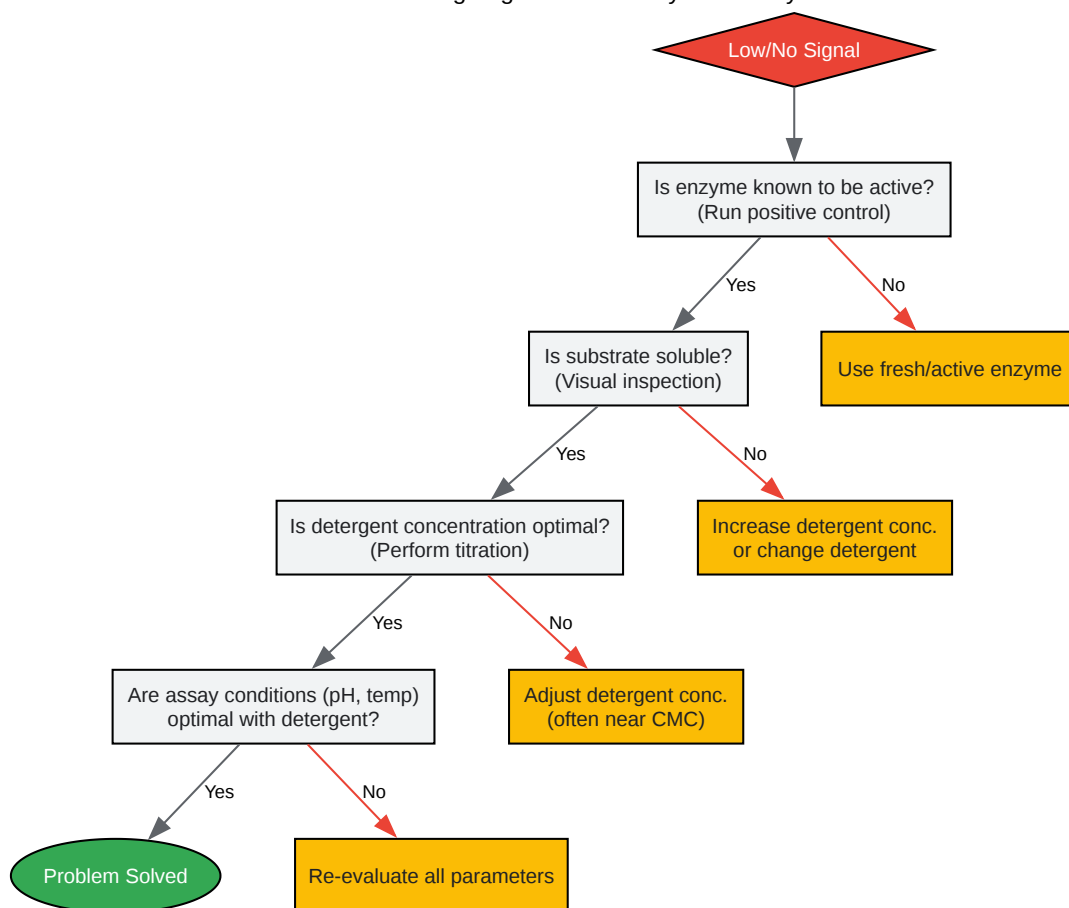 Low/No Signal
Is enzyme known to be active?
(Run positive control)
Yes
No
Is substrate soluble?
(Visual inspection)
Use fresh/active enzyme
Yes
No
Is detergent concentration optimal?
(Perform titration)
Increase detergent conc.
or change detergent
Yes
No
Are assay conditions (pH, temp)
optimal with detergent?
Adjust detergent conc.
(often near CMC)
Yes
No
Problem Solved
Re-evaluate all parameters